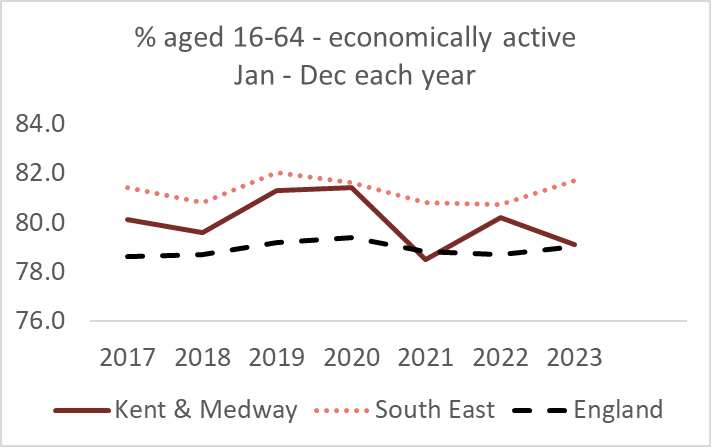 % aged 16-64 - economically active
Jan - Dec each year
84.0
82.0
80.0
78.0
76.0
2017 2018 2019 2020 2021 2022 2023
Kent & Medway South East England